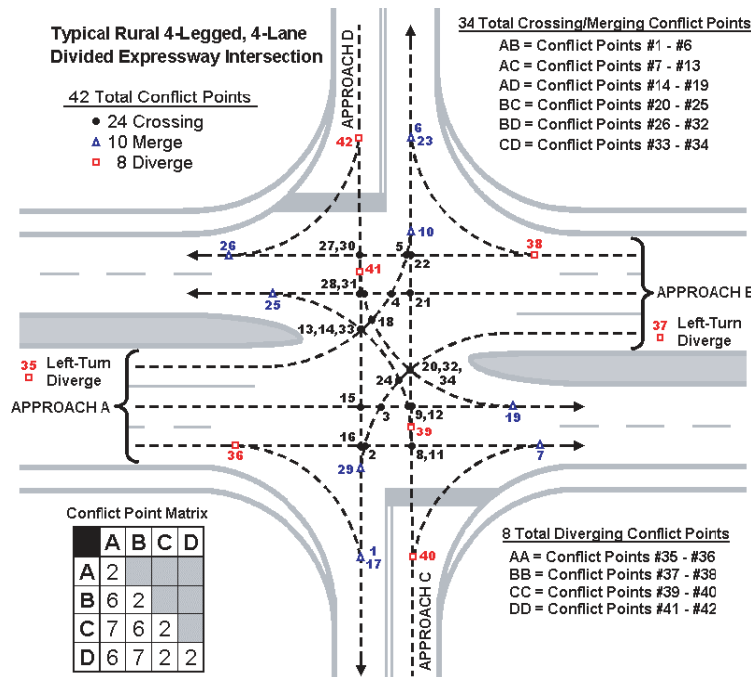 Typical Rural 4-Legged, 4-Lane
Divided Expressway Intersection
42 Total Conflict Points
24 Crossing
10 Merge
8 Diverge
34 Total Crossing/Merging Conflict Points
AB = Conflict Points #1 - #6
AC = Conflict Points #7 - #13
AD = Conflict Points #14 - #19
BC = Conflict Points #20 - #25
BD = Conflict Points #26 - #32
CD = Conflict Points #33 - #34
APPROACH D
42
6
23
10
26
27,30
5
22
38
41
28,31
4
21
25
APPROACH B
13,14,33
18
37 Left-Turn
Diverge
35 Left-Turn
Diverge
20,32,
34
24
APPROACH A
15
3
9,12
19
39
36
16
2
8,11
7
29
Conflict Point Matrix
A B C D
A 2
B 6 2
C 7 6 2
D 6 7 2 2
1
17
40
APPROACH C
8 Total Diverging Conflict Points
AA = Conflict Points #35 - #36
BB = Conflict Points #37 - #38
CC = Conflict Points #39 - #40
DD = Conflict Points #41 - #42